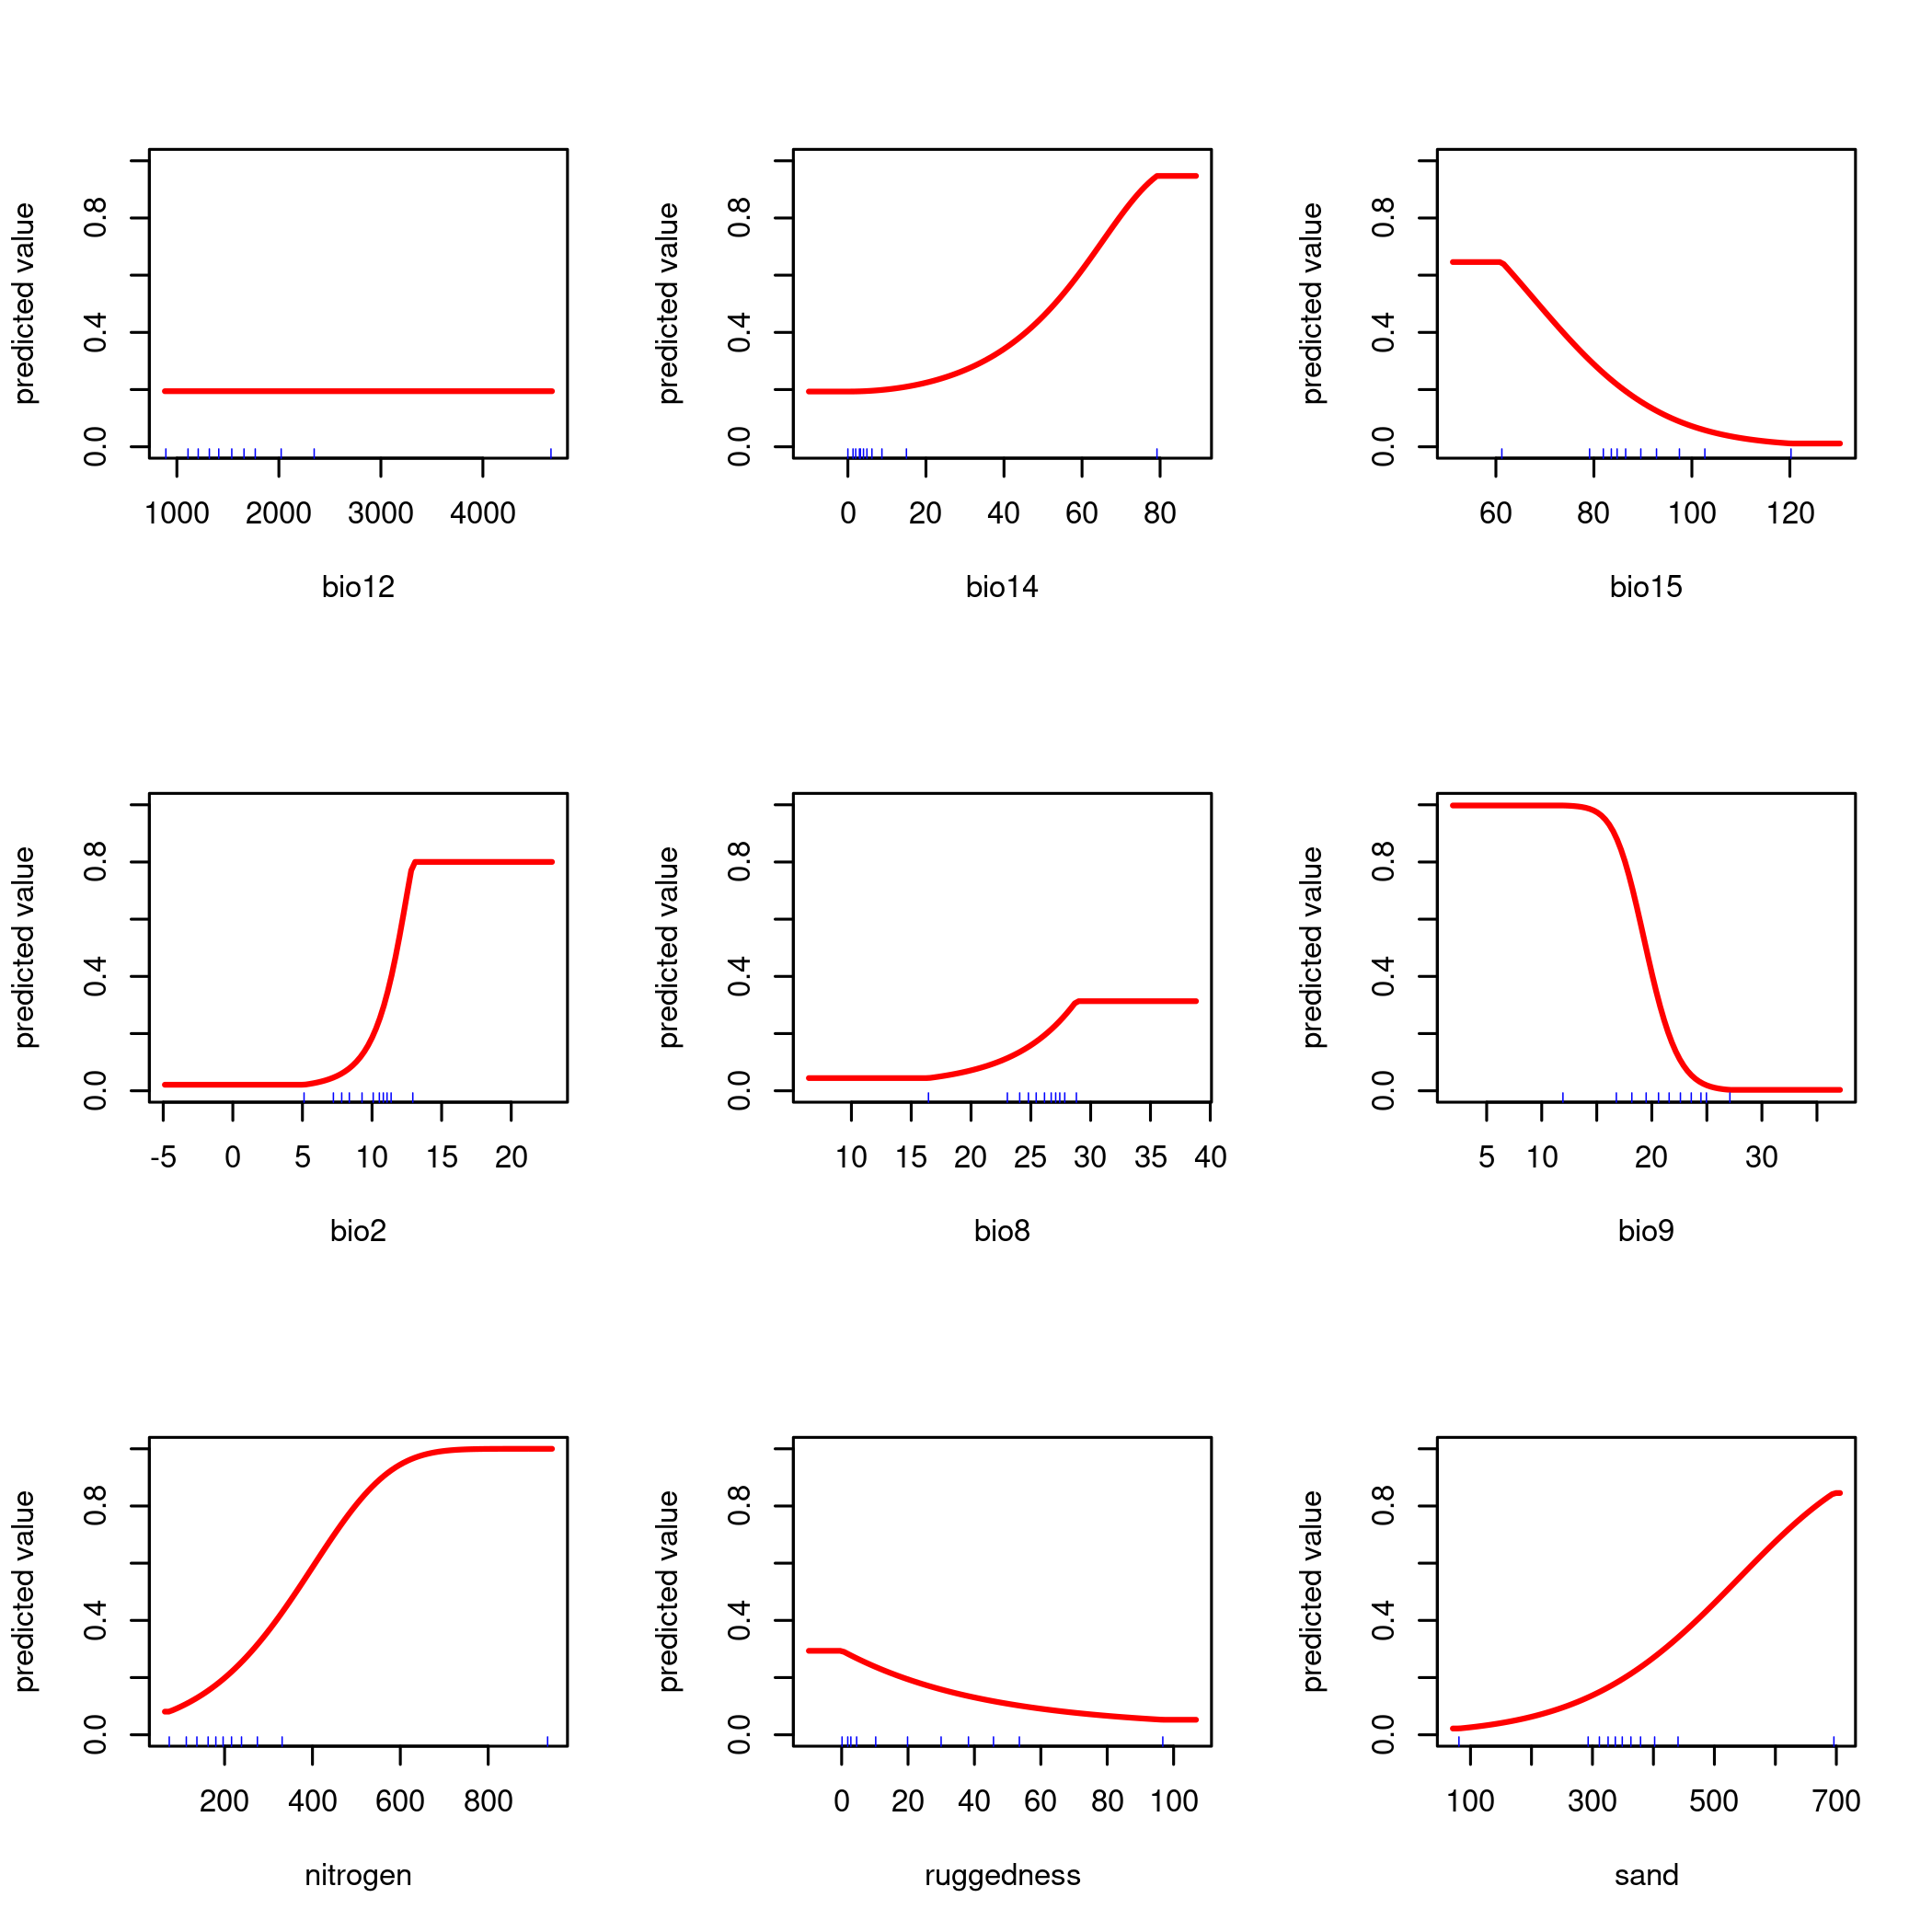 predicted value
0.0 0.4 0.8
1000 2000 3000 4000
bio12
predicted value
0.0 0.4 0.8
0 20 40 60 80
bio14
predicted value
0.0 0.4 0.8
60 80 100 120
bio15
predicted value
0.0 0.4 0.8
-5 0 5 10 15 20
bio2
predicted value
0.0 0.4 0.8
10 15 20 25 30 35 40
bio8
predicted value
0.0 0.4 0.8
5 10 20 30
bio9
predicted value
0.0 0.4 0.8
200 400 600 800
nitrogen
predicted value
0.0 0.4 0.8
0 20 40 60 80 100
ruggedness
predicted value
0.0 0.4 0.8
100 300 500 700
sand